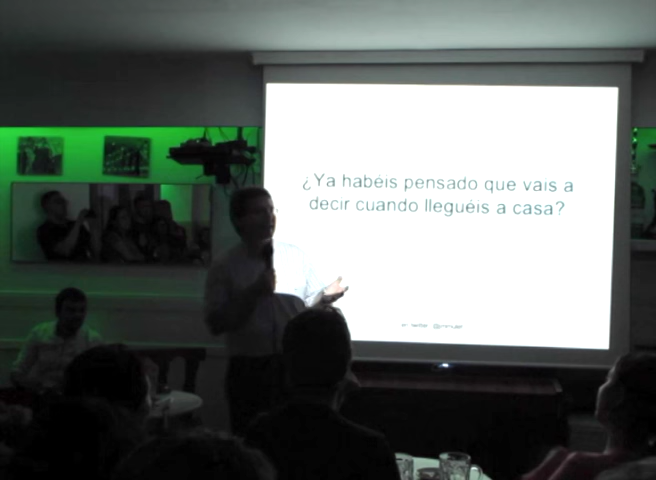 ¿Ya habéis pensado que vais a
decir cuando lleguéis a casa?